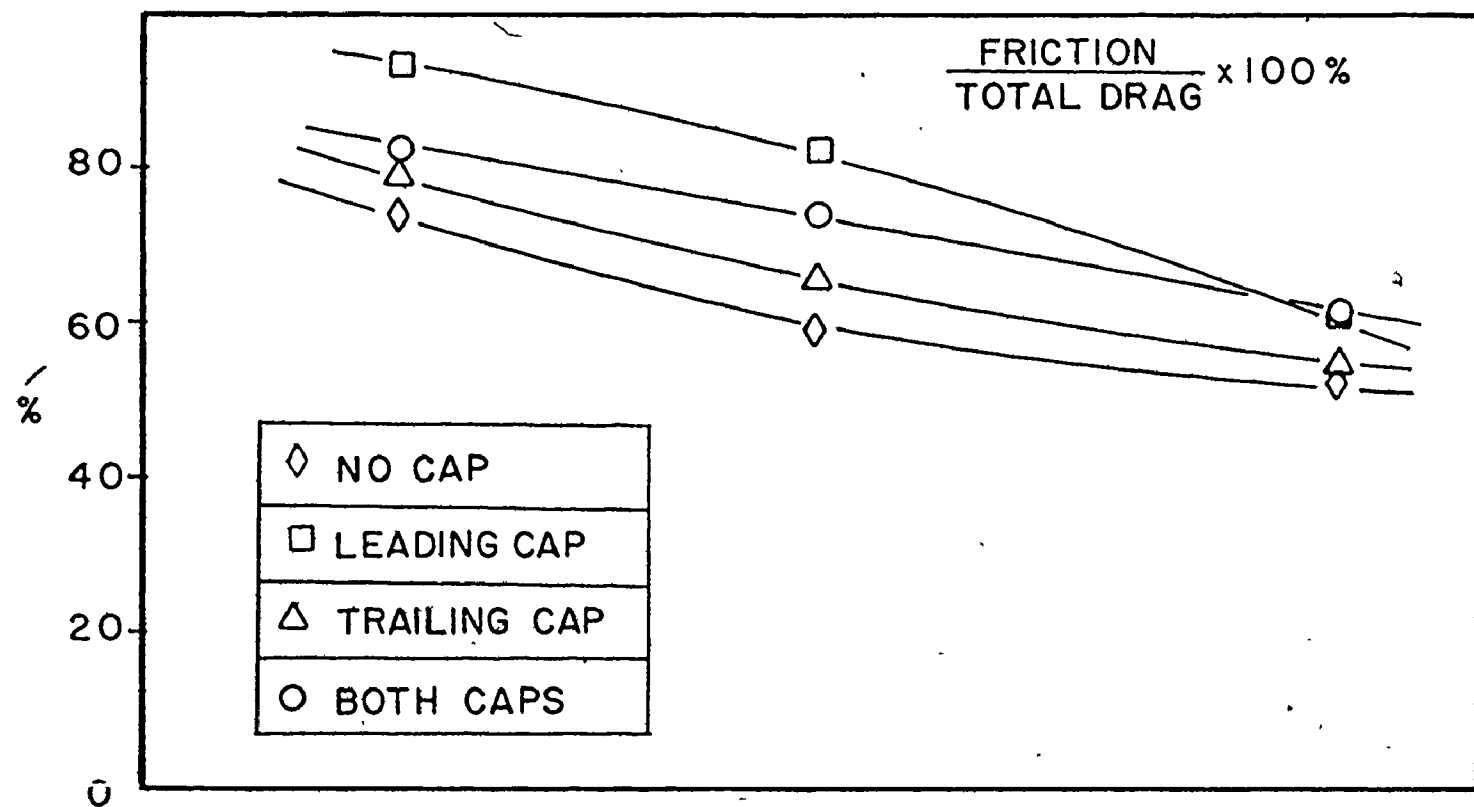 FRICTION
TOTAL DRAG x 100 %
80
60
%
40
20
0
NO CAP
LEADING CAP
TRAILING CAP
BOTH CAPS